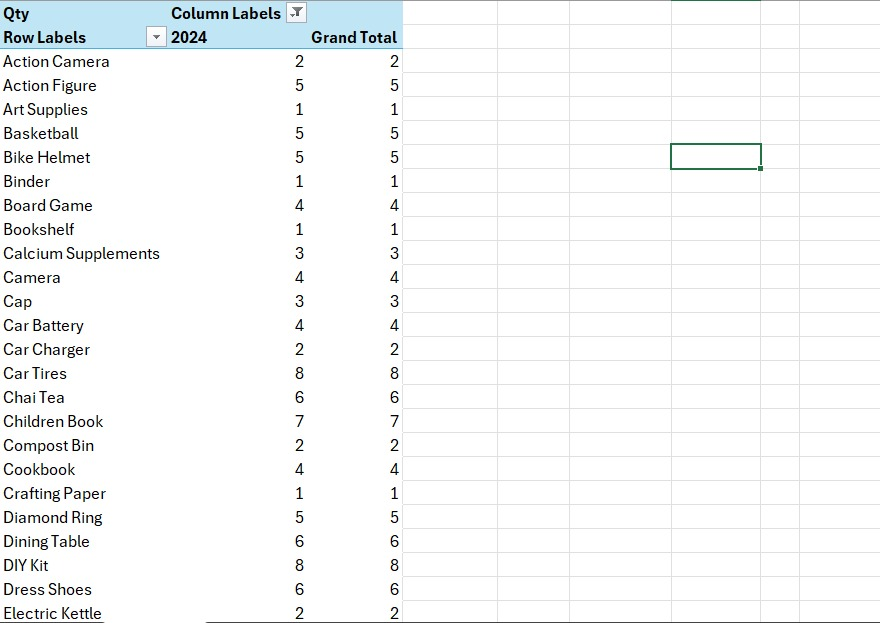 Qty Column Labels
Row Labels 2024 Grand Total
Action Camera 2 2
Action Figure 5 5
Art Supplies 1 1
Basketball 5 5
Bike Helmet 5 5
Binder 1 1
Board Game 4 4
Bookshelf 1 1
Calcium Supplements 3 3
Camera 4 4
Cap 3 3
Car Battery 4 4
Car Charger 2 2
Car Tires 8 8
Chai Tea 6 6
Children Book 7 7
Compost Bin 2 2
Cookbook 4 4
Crafting Paper 1 1
Diamond Ring 5 5
Dining Table 6 6
DIY Kit 8 8
Dress Shoes 6 6
Electric Kettle 2 2